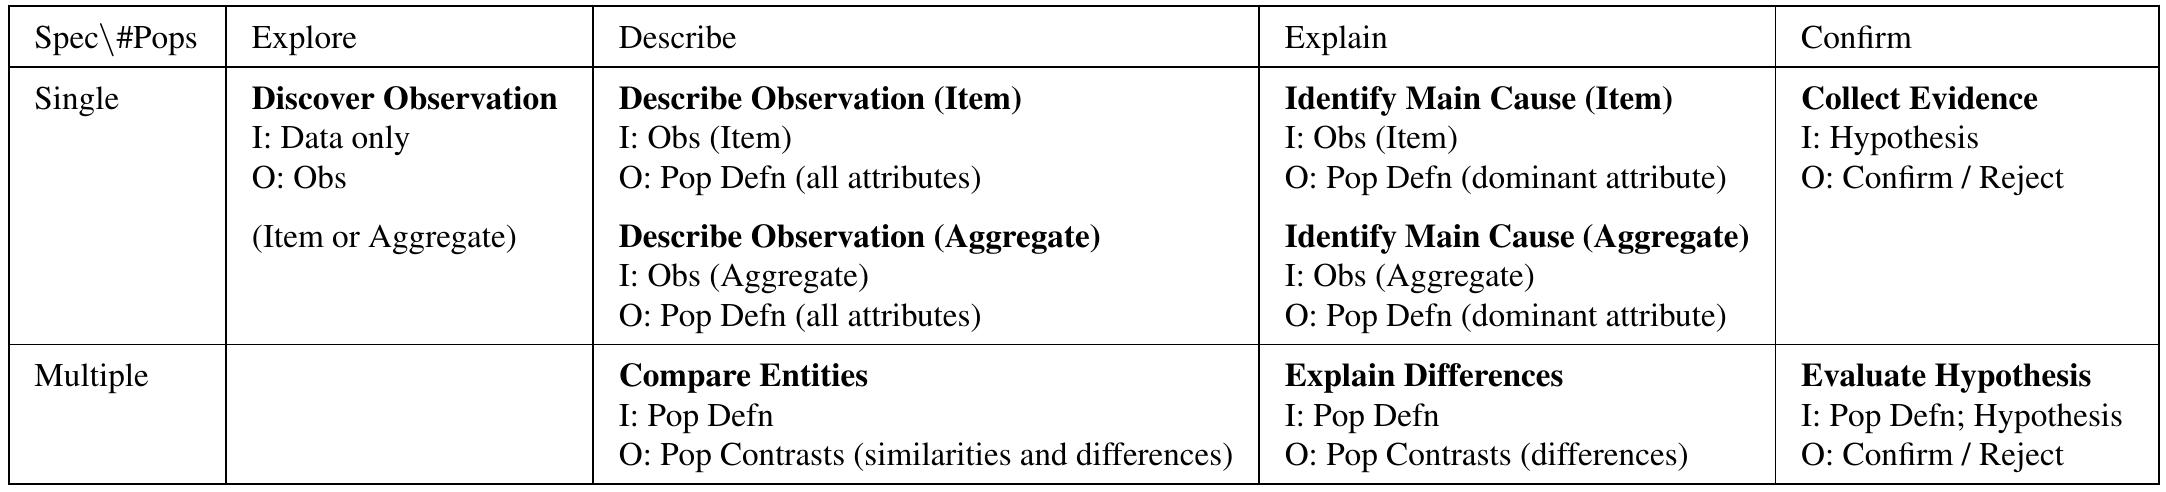 Spec\#Pops
Explore
Describe
Explain
Confirm
Single
Discover Observation
I: Data only
O: Obs
(Item or Aggregate)
Describe Observation (Item)
I: Obs (Item)
O: Pop Defn (all attributes)
Describe Observation (Aggregate)
I: Obs (Aggregate)
O: Pop Defn (all attributes)
Identify Main Cause (Item)
I: Obs (Item)
O: Pop Defn (dominant attribute)
Identify Main Cause (Aggregate)
I: Obs (Aggregate)
O: Pop Defn (dominant attribute)
Collect Evidence
I: Hypothesis
O: Confirm / Reject
Multiple
Compare Entities
I: Pop Defn
O: Pop Contrasts (similarities and differences)
Explain Differences
I: Pop Defn
O: Pop Contrasts (differences)
Evaluate Hypothesis
I: Pop Defn; Hypothesis
O: Confirm / Reject